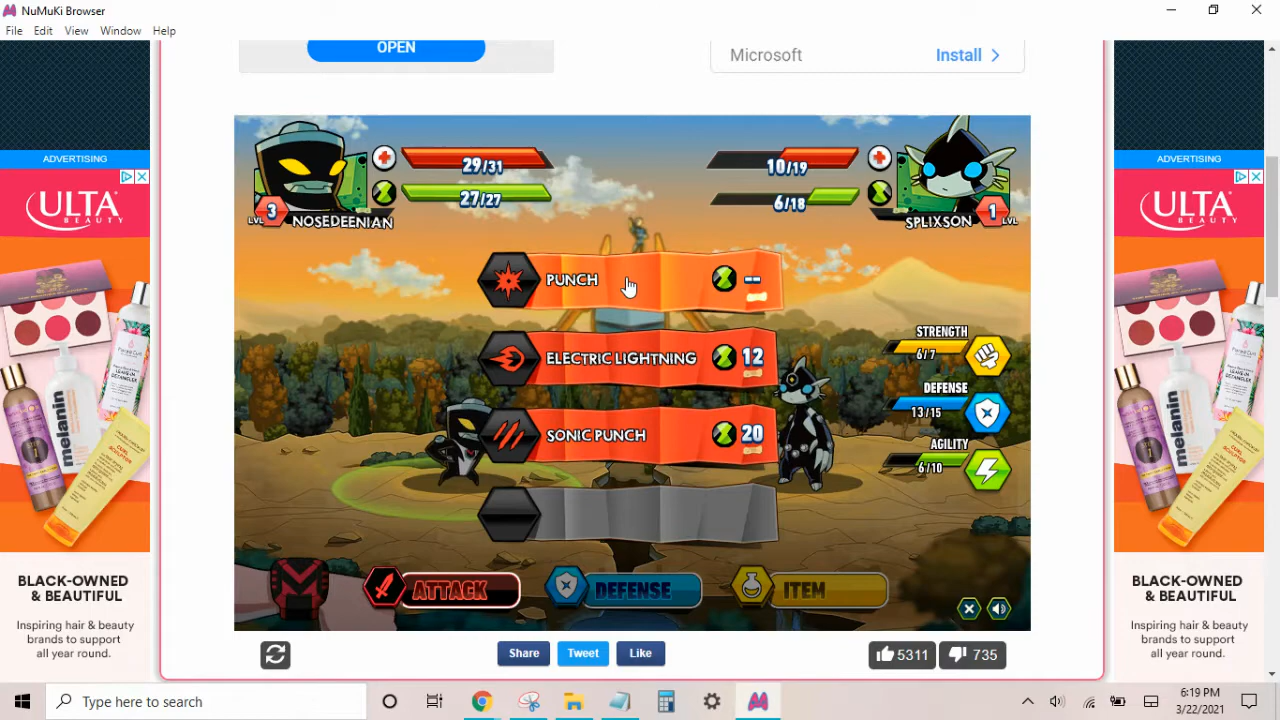 NuMuKi Browser
File Edit View Window Help
OPEN
Microsoft
Install >
ADVERTISING
ULTA
BEAUTY
BLACK-OWNED
& BEAUTIFUL
Inspiring hair & beauty
brands to support
all year round.
29/31
27/27
LVL 3 NOSEDEENIAN
10/19
6/18
SPLIXSON 1 LVL
PUNCH --
ELECTRIC LIGHTNING 12
SONIC PUNCH 20
STRENGTH
6/7
DEFENSE
13/15
AGILITY
6/10
ATTACK
DEFENSE
ITEM
Share
Tweet
Like
5311
735
ADVERTISING
ULTA
BEAUTY
melanin
BLACK-OWNED
& BEAUTIFUL
Inspiring hair & beauty
brands to support
all year round.
Type here to search
6:19 PM
3/22/2021